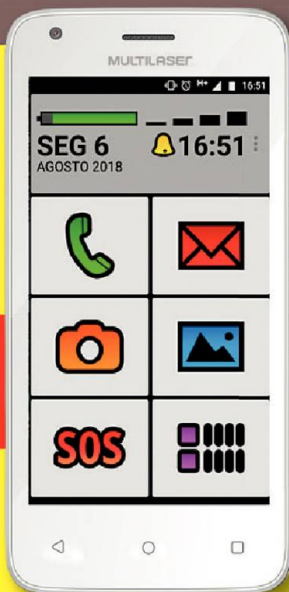 MULTILASER
H+ 16:51
SEG 6 16:51
AGOSTO 2018
SOS